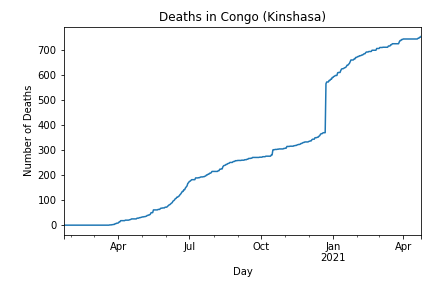 Deaths in Congo (Kinshasa)
Number of Deaths
700
600
500
400
300
200
100
0
Apr
Jul
Oct
Jan
2021
Apr
Day